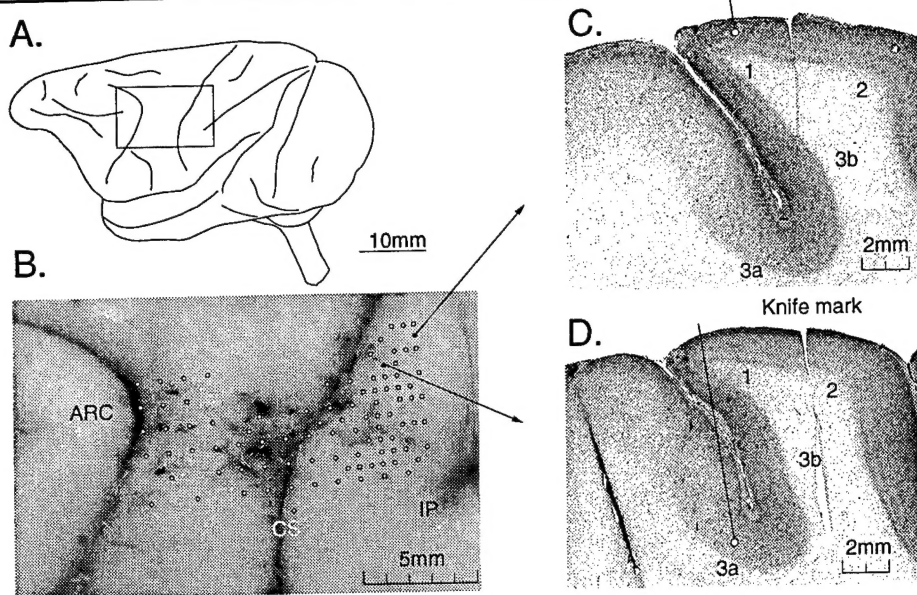 A.
10mm
B.
ARC
CS
IP
5mm
C.
1
2
3b
3a
2mm
Knife mark
D.
1
2
3b
3a
2mm